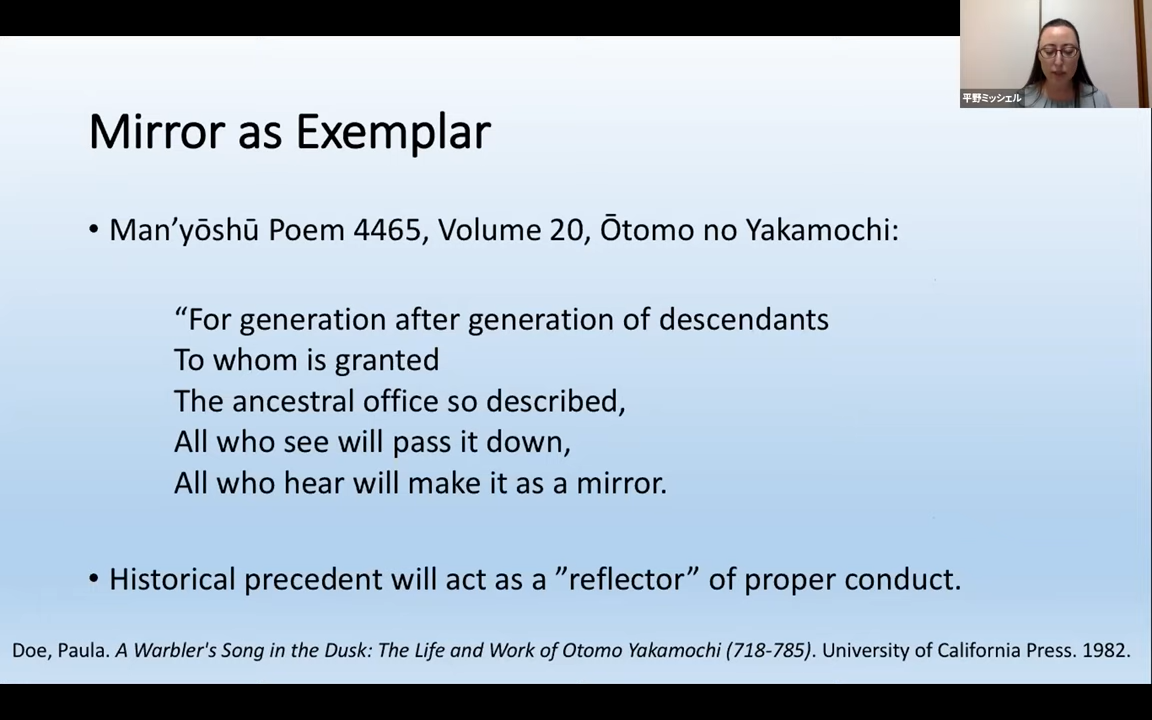 平野ミッシェル
Mirror as Exemplar
• Man’yōshū Poem 4465, Volume 20, Ōtomo no Yakamochi:
“For generation after generation of descendants
To whom is granted
The ancestral office so described,
All who see will pass it down,
All who hear will make it as a mirror.
• Historical precedent will act as a ”reflector” of proper conduct.
Doe, Paula. A Warbler's Song in the Dusk: The Life and Work of Otomo Yakamochi (718-785). University of California Press. 1982.